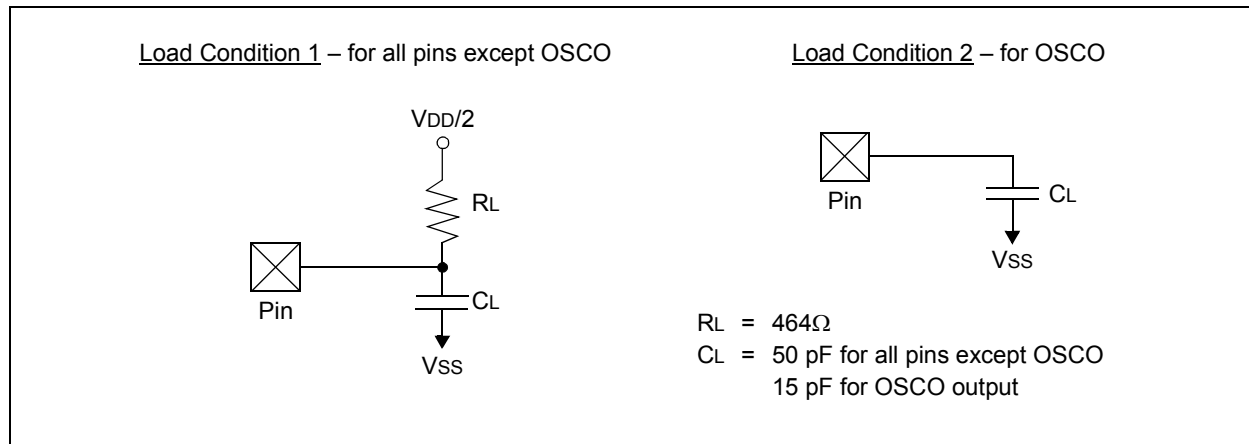 Load Condition 1 – for all pins except OSCO
VDD/2
RL
Pin
CL
VSS
Load Condition 2 – for OSCO
Pin
CL
VSS
RL = 464Ω
CL = 50 pF for all pins except OSCO
15 pF for OSCO output